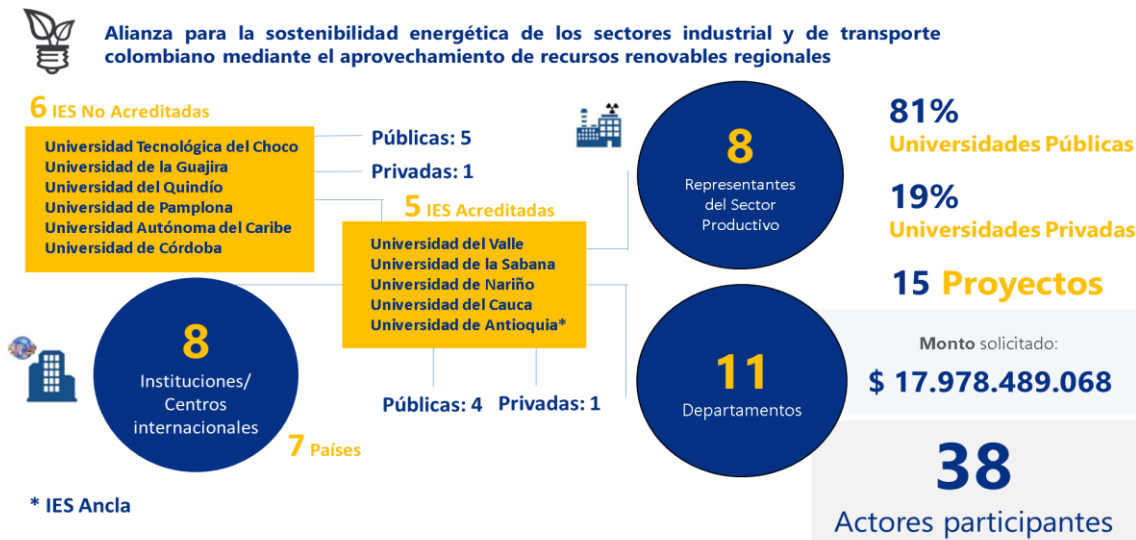 Alianza para la sostenibilidad energética de los sectores industrial y de transporte
colombiano mediante el aprovechamiento de recursos renovables regionales
6 IES No Acreditadas
Universidad Tecnológica del Choco
Universidad de la Guajira
Universidad del Quindío
Universidad de Pamplona
Universidad Autónoma del Caribe
Universidad de Córdoba
Públicas: 5
Privadas: 1
5 IES Acreditadas
Universidad del Valle
Universidad de la Sabana
Universidad de Nariño
Universidad del Cauca
Universidad de Antioquia*
Públicas: 4
Privadas: 1
8
Representantes
del Sector
Productivo
11
Departamentos
8
Instituciones/
Centros
internacionales
7 Países
* IES Ancla
81%
Universidades Públicas
19%
Universidades Privadas
15 Proyectos
Monto solicitado:
$ 17.978.489.068
38
Actores participantes